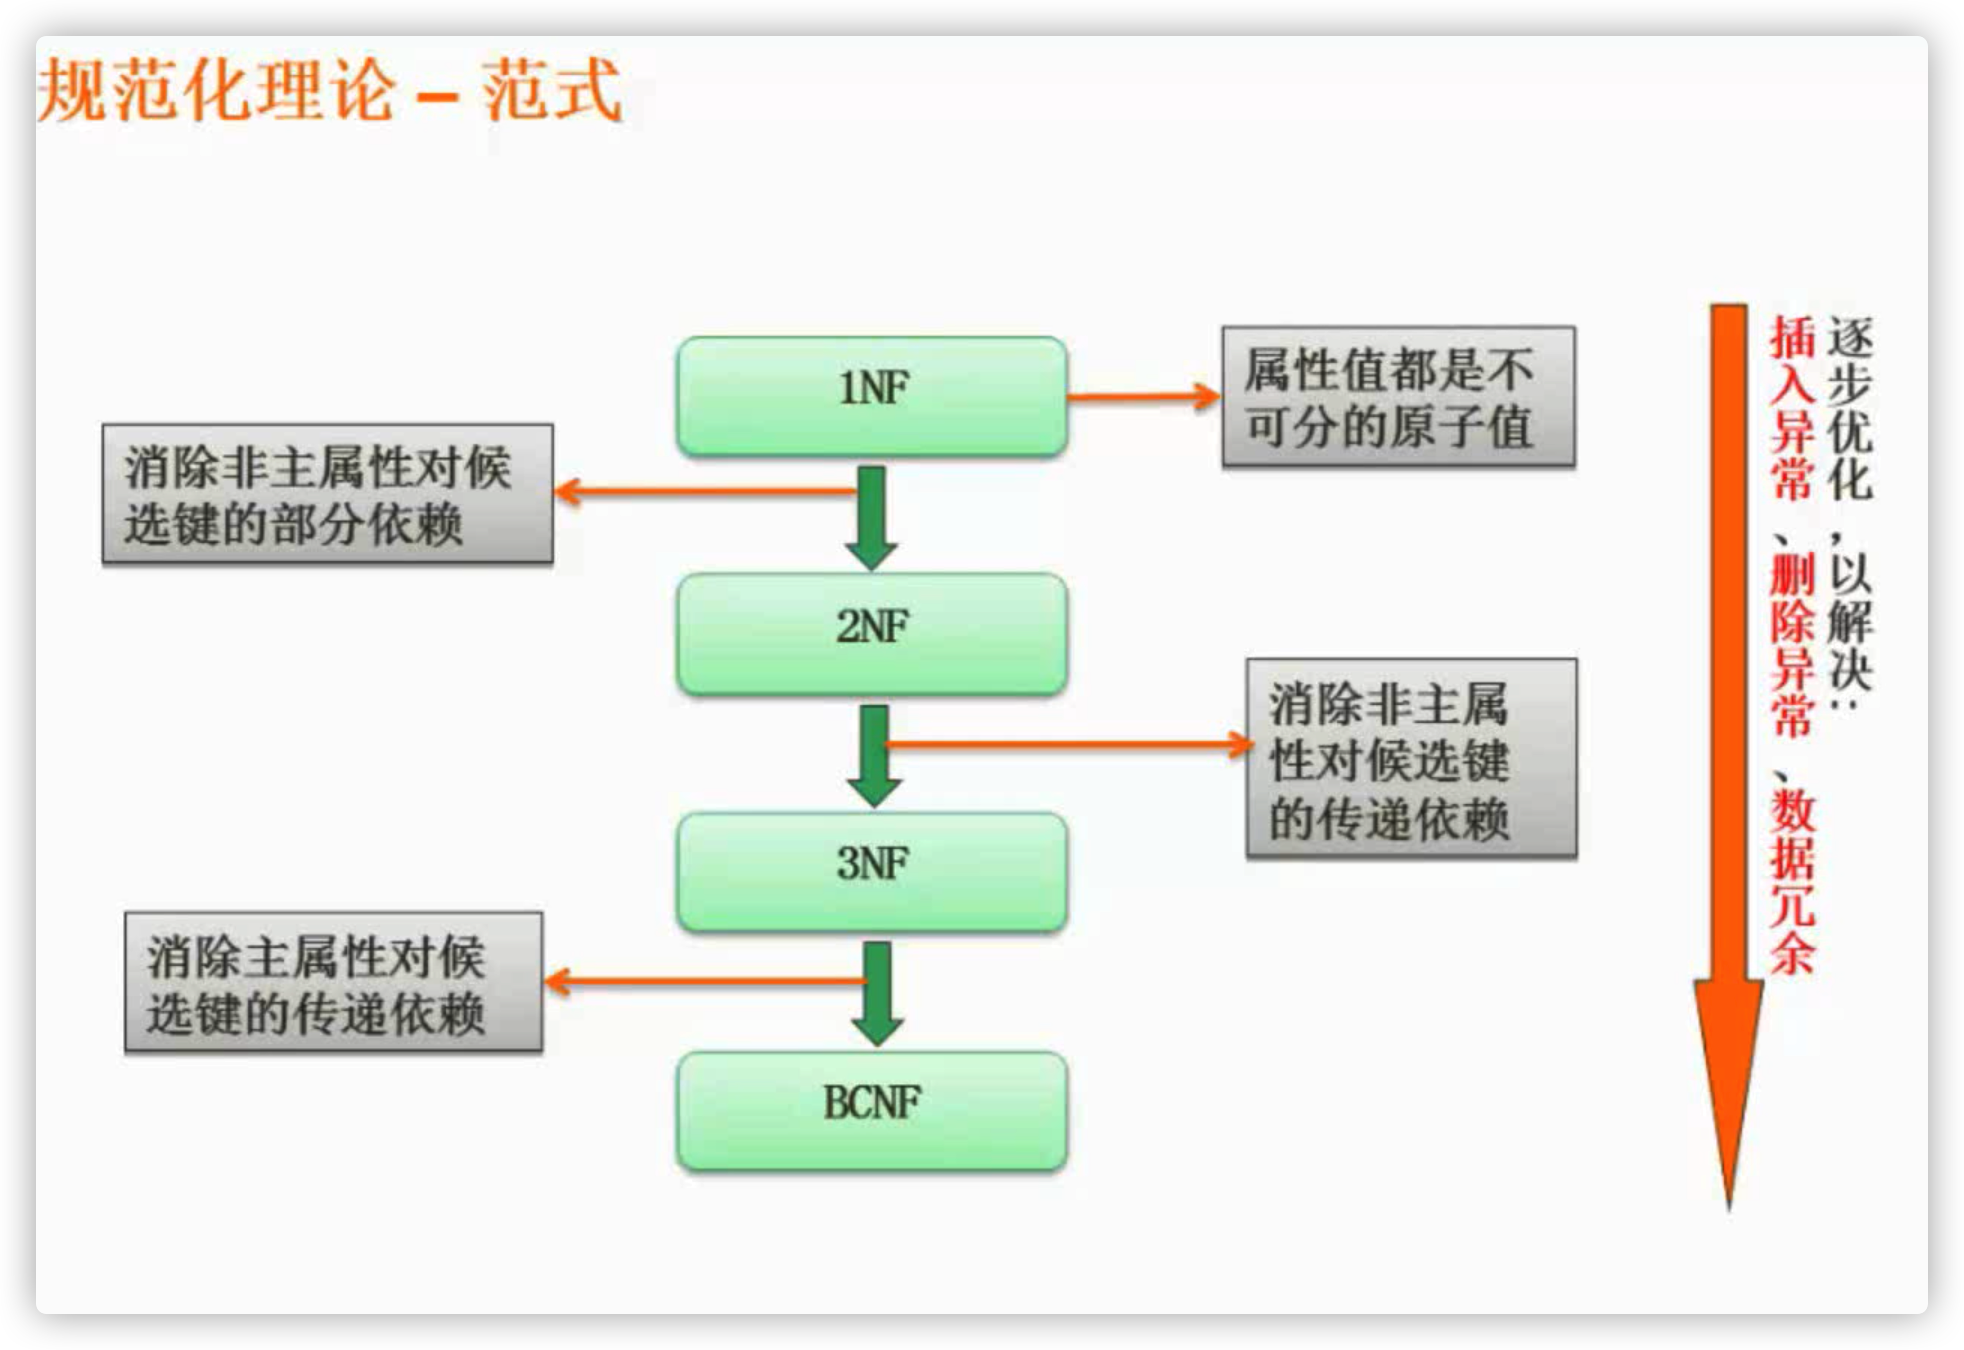 规范化理论 – 范式
1NF
属性值都是不
可分的原子值
消除非主属性对候
选键的部分依赖
2NF
消除非主属
性对候选键
的传递依赖
3NF
消除主属性对候
选键的传递依赖
BCNF
逐步优化，以解决：
插入异常、删除异常、数据冗余